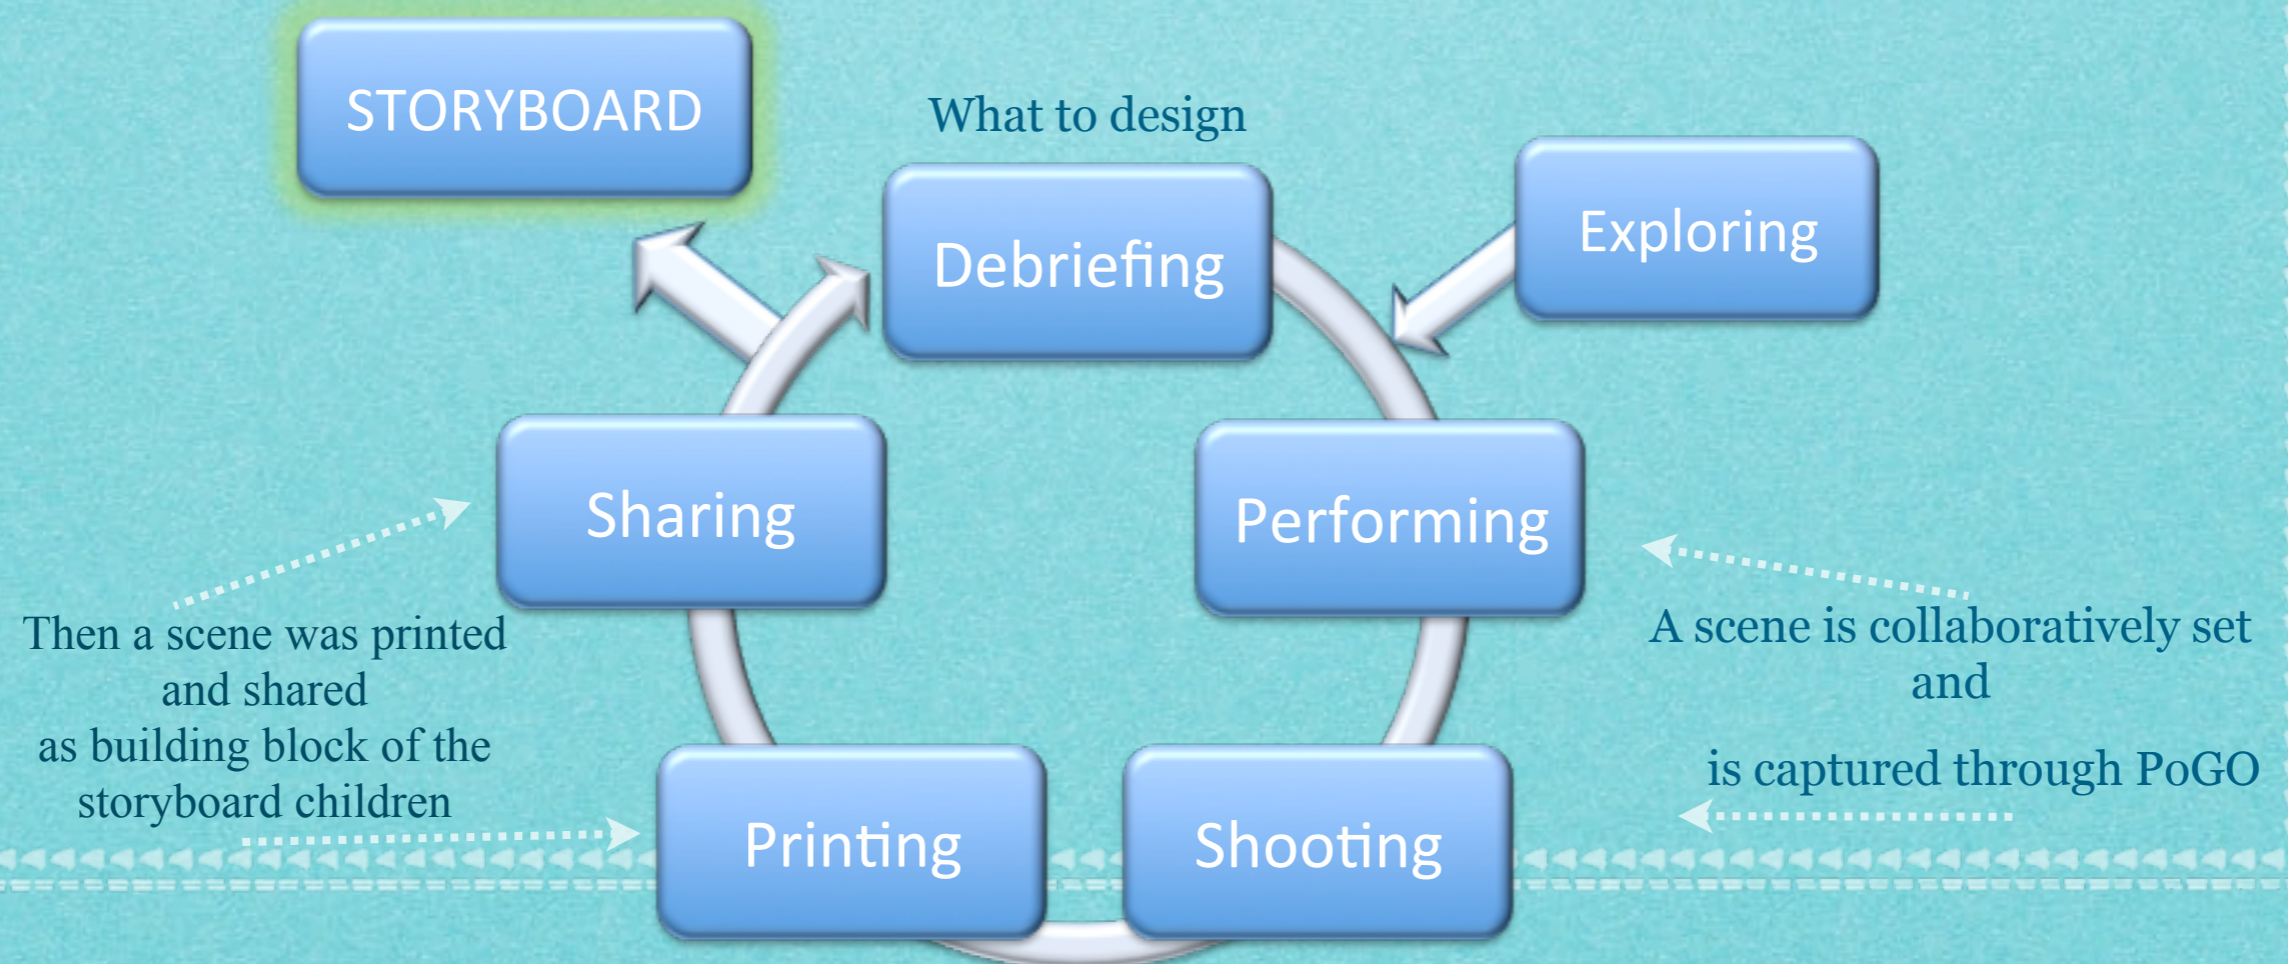 STORYBOARD
What to design
Debriefing
Exploring
Sharing
Performing
Then a scene was printed
and shared
as building block of the
storyboard children
A scene is collaboratively set
and
is captured through PoGO
Printing
Shooting